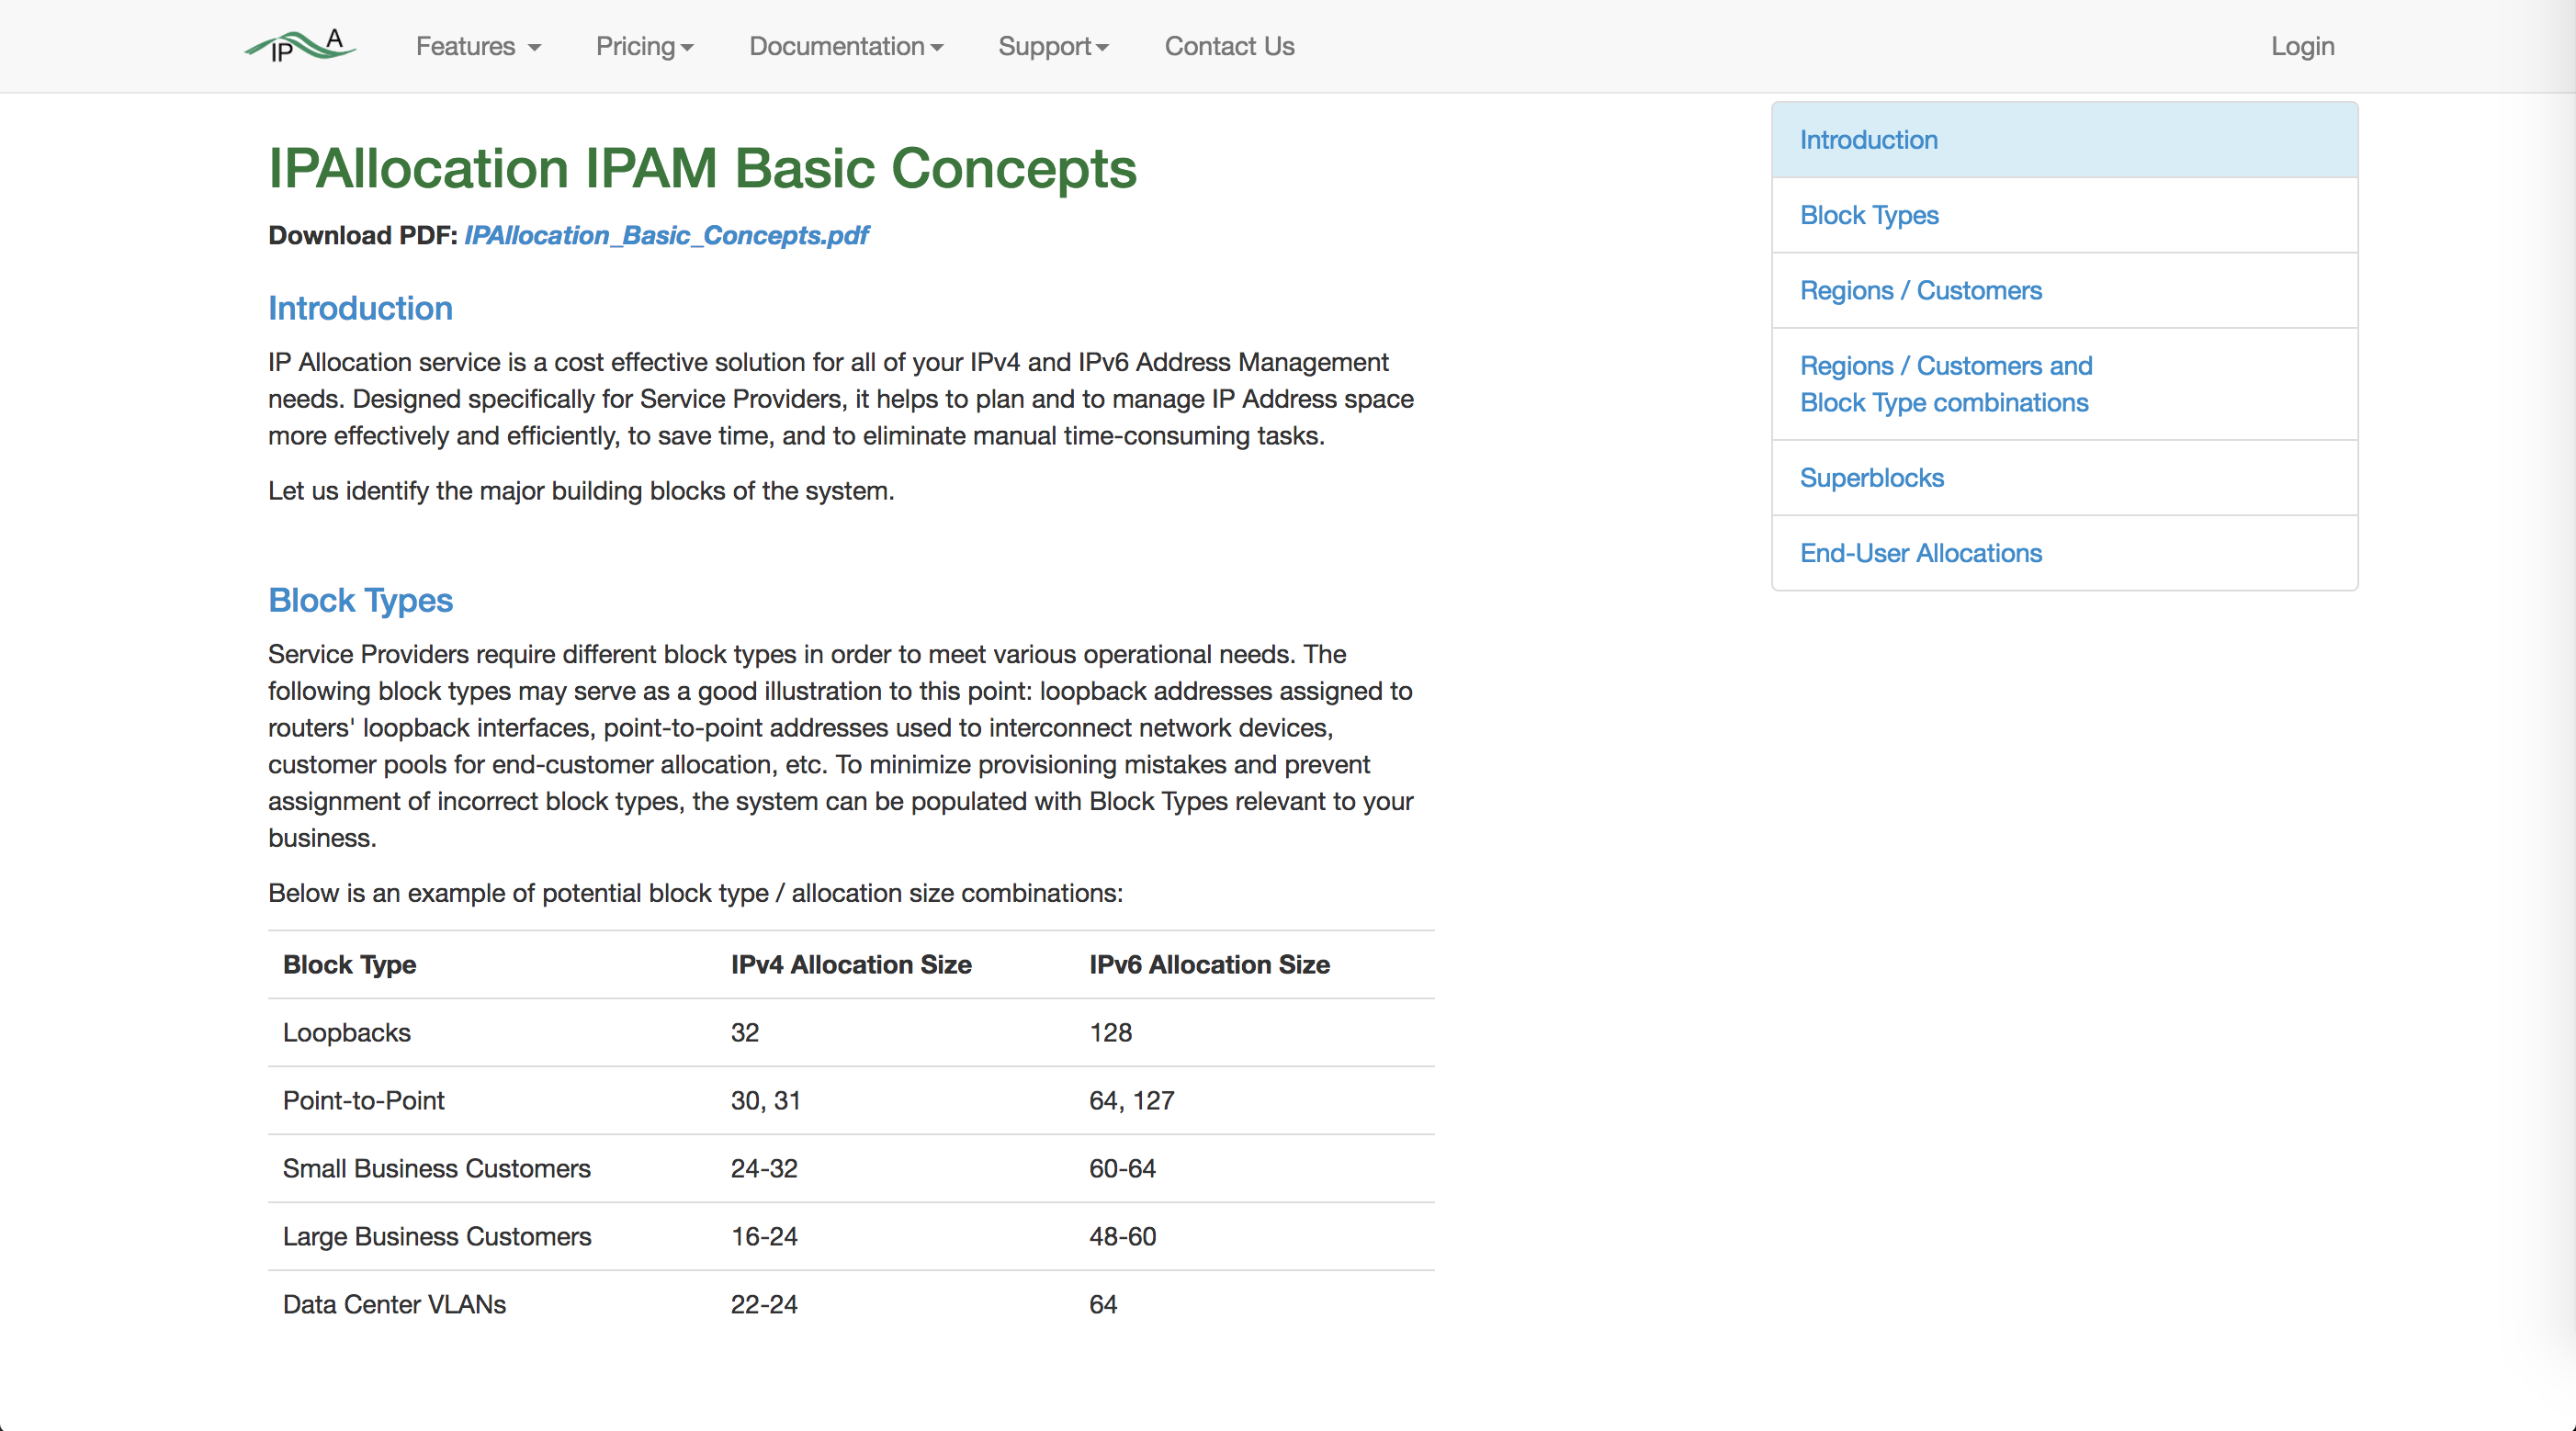 IP A Features Pricing Documentation Support Contact Us Login
IPAllocation IPAM Basic Concepts
Download PDF: IPAllocation_Basic_Concepts.pdf
Introduction
IP Allocation service is a cost effective solution for all of your IPv4 and IPv6 Address Management
needs. Designed specifically for Service Providers, it helps to plan and to manage IP Address space
more effectively and efficiently, to save time, and to eliminate manual time-consuming tasks.
Let us identify the major building blocks of the system.
Block Types
Service Providers require different block types in order to meet various operational needs. The
following block types may serve as a good illustration to this point: loopback addresses assigned to
routers' loopback interfaces, point-to-point addresses used to interconnect network devices,
customer pools for end-customer allocation, etc. To minimize provisioning mistakes and prevent
assignment of incorrect block types, the system can be populated with Block Types relevant to your
business.
Below is an example of potential block type / allocation size combinations:
Block Type IPv4 Allocation Size IPv6 Allocation Size
Loopbacks 32 128
Point-to-Point 30, 31 64, 127
Small Business Customers 24-32 60-64
Large Business Customers 16-24 48-60
Data Center VLANs 22-24 64
Introduction
Block Types
Regions / Customers
Regions / Customers and
Block Type combinations
Superblocks
End-User Allocations